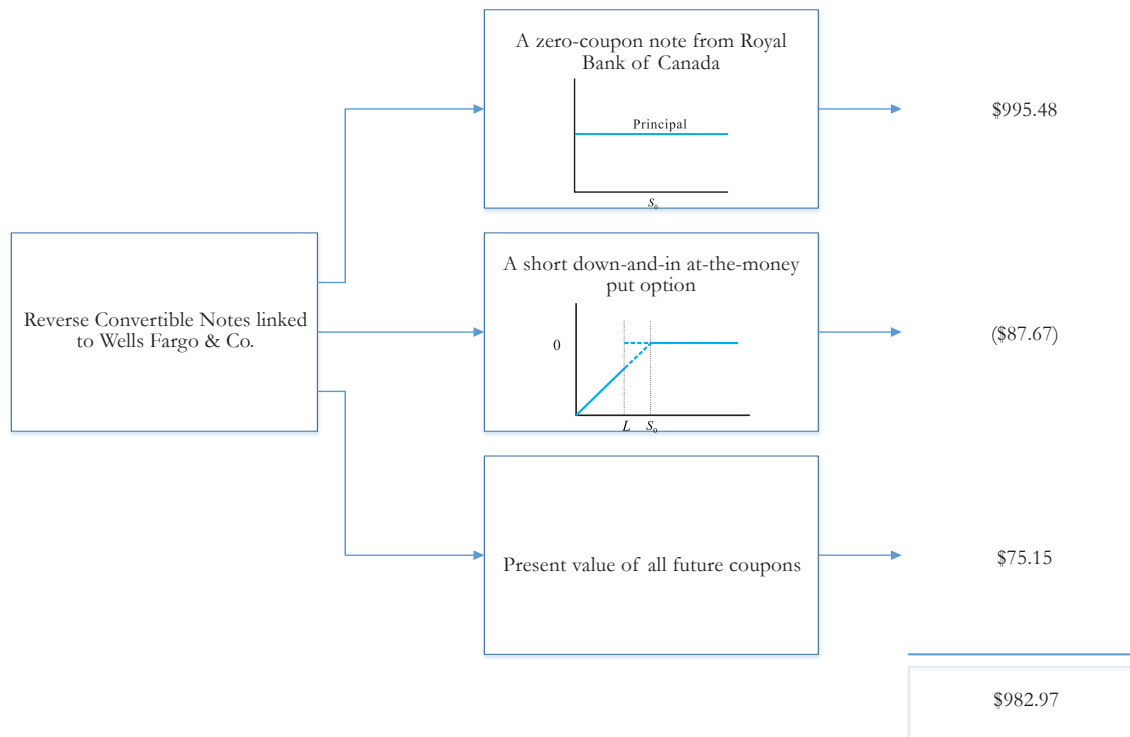 A zero-coupon note from Royal
Bank of Canada
Principal
S₀
$995.48
Reverse Convertible Notes linked
to Wells Fargo & Co.
A short down-and-in at-the-money
put option
0
L S₀
($87.67)
Present value of all future coupons
$75.15
$982.97